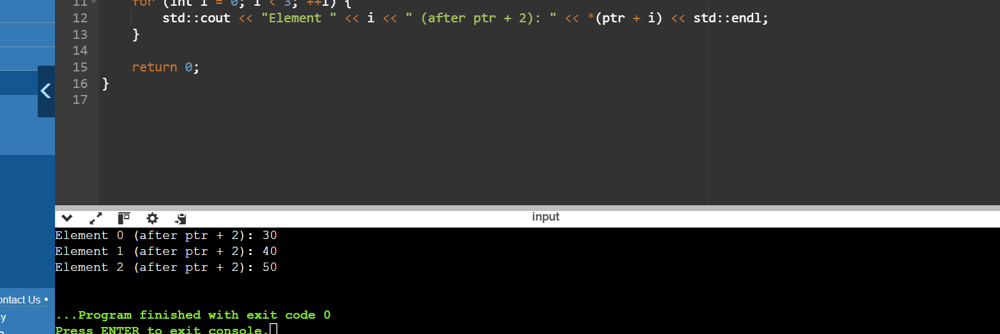 11    for (int i = 0; i < 3; ++i) {
12        std::cout << "Element " << i << " (after ptr + 2): " << *(ptr + i) << std::endl;
13    }
14
15    return 0;
16 }
17
input
Element 0 (after ptr + 2): 30
Element 1 (after ptr + 2): 40
Element 2 (after ptr + 2): 50
...Program finished with exit code 0
Press ENTER to exit console.
ontact Us •
cy